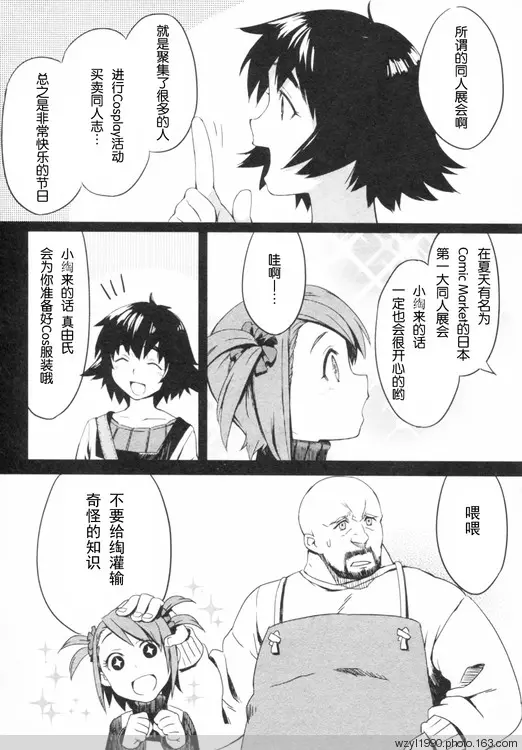 所谓的同人展会啊
就是聚集了很多的人
进行Cosplay活动
买卖同人志…
总之是非常快乐的节日
在夏天有名为
Comic Market的日本
第一大同人展会
小绹来的话
一定也会很开心的哟
哇啊—…
小绹来的话 真由氏
会为你准备好Cos服装哦
喂喂
不要给绹灌输
奇怪的知识
wzyl1990.photo.163.com